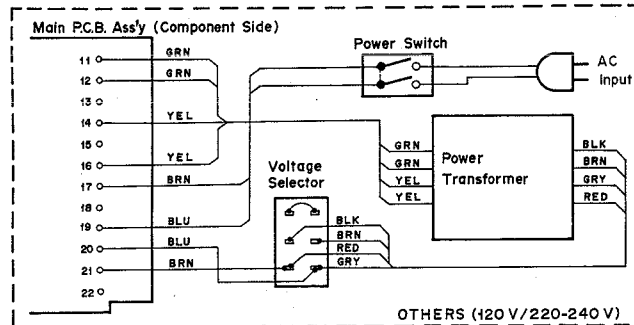 Main P.C.B. Ass'y (Component Side)
Power Switch
AC
Input
11 GRN
12 GRN
13
14 YEL
15
16 YEL
17 BRN
18
19 BLU
20 BLU
21 BRN
22
Voltage
Selector
BLK
BRN
RED
GRY
GRN
GRN
YEL
YEL
Power
Transformer
BLK
BRN
GRY
RED
OTHERS (120 V/220-240 V)